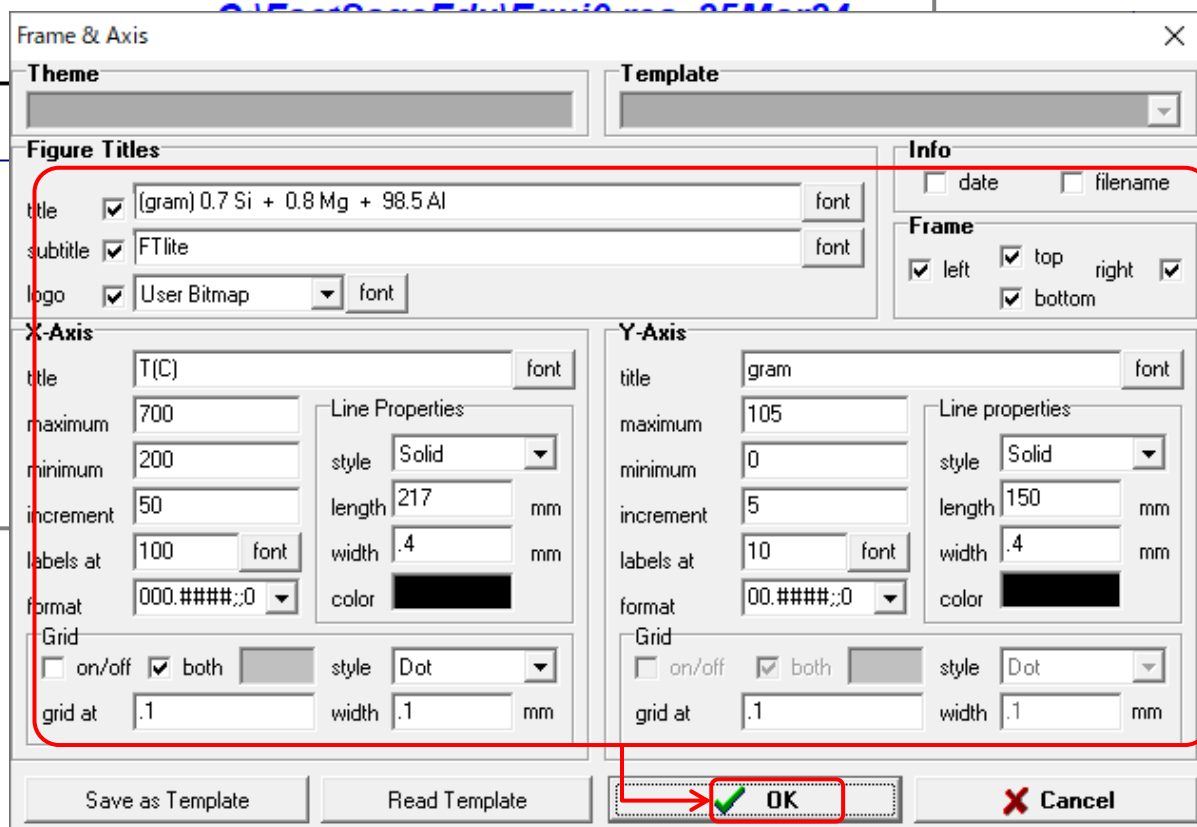 C:\FactSageEdu\Equi0.res 25Mar24
Frame & Axis
Theme
Template
Figure Titles
title (gram) 0.7 Si + 0.8 Mg + 98.5 Al font
subtitle FTlite font
logo User Bitmap font
Info
date filename
Frame
left top right
bottom
X-Axis
title T(C) font
maximum 700
minimum 200
increment 50
labels at 100 font
format 000.####;;0
Line Properties
style Solid
length 217 mm
width .4 mm
color
Grid
on/off both style Dot
grid at .1 width .1 mm
Y-Axis
title gram font
maximum 105
minimum 0
increment 5
labels at 10 font
format 00.####;;0
Line properties
style Solid
length 150 mm
width .4 mm
color
Grid
on/off both style Dot
grid at .1 width .1 mm
Save as Template Read Template OK Cancel